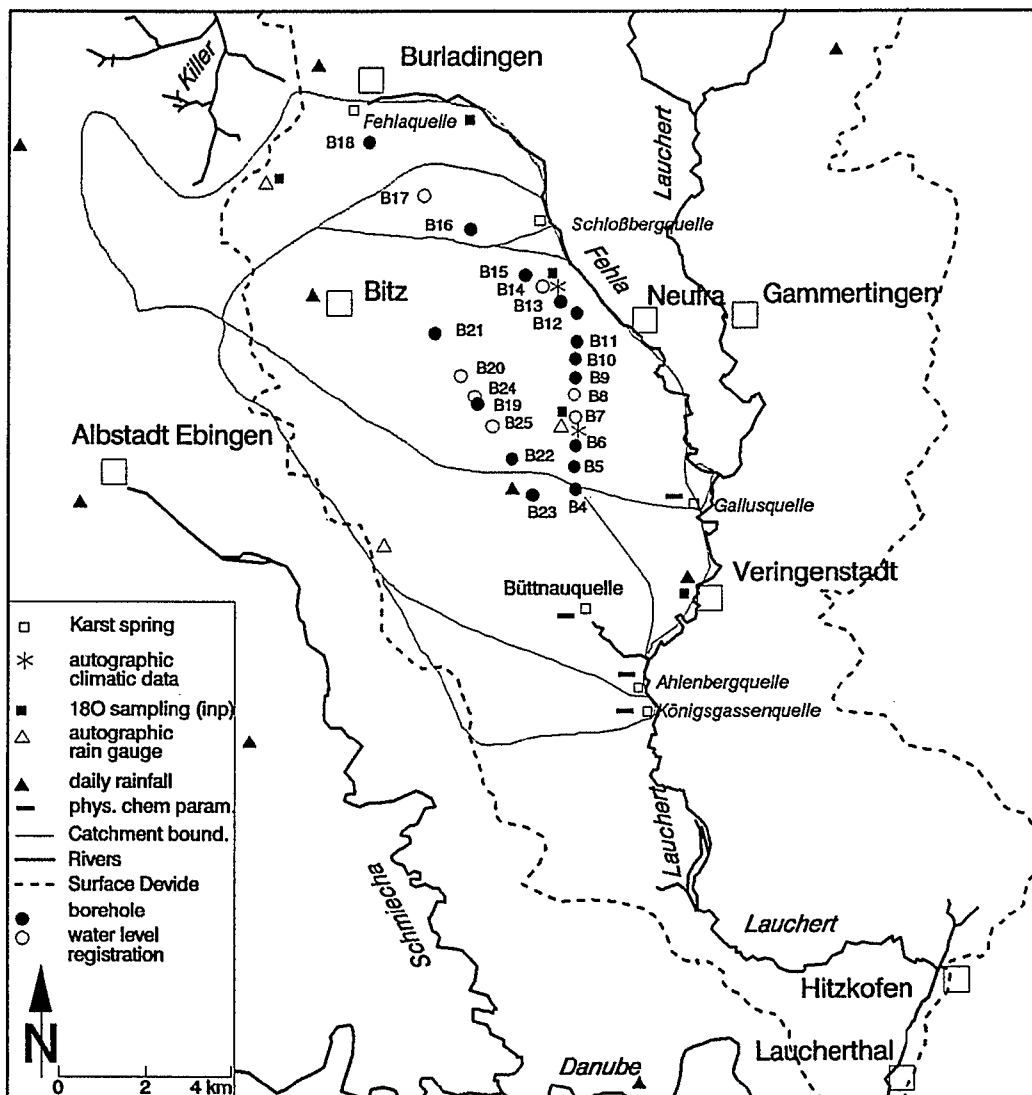 Killer
Burladingen
Fehlaquelle
B18
Lauchert
B17
B16
Schloßbergquelle
Fehla
B15
B14
B13
B12
Bitz
Neufra
Gammertingen
B21
B11
B10
B20
B9
B24
B8
B19
B7
B25
B6
Albstadt Ebingen
B22
B5
B23
B4
Gallusquelle
Veringenstadt
Büttnauquelle
Ahlenbergquelle
Königsgassenquelle
Karst spring
autographic
climatic data
18O sampling (inp)
autographic
rain gauge
daily rainfall
phys. chem param.
Catchment bound.
Rivers
Surface Devide
borehole
water level
registration
N
0 2 4 km
Schmiecha
Lauchert
Lauchert
Hitzkofen
Laucherthal
Danube